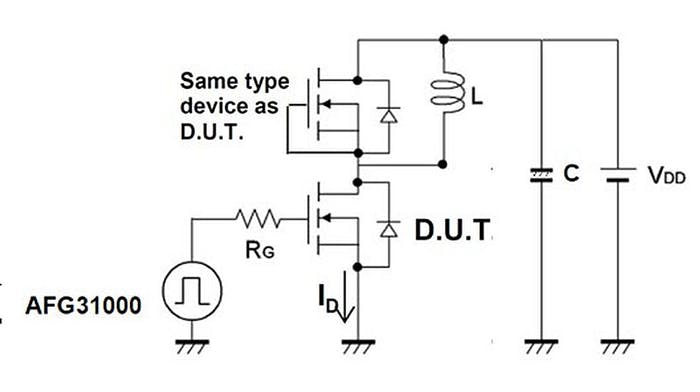 Same type
device as
D.U.T.
L
C
VDD
D.U.T.
RG
AFG31000
ID